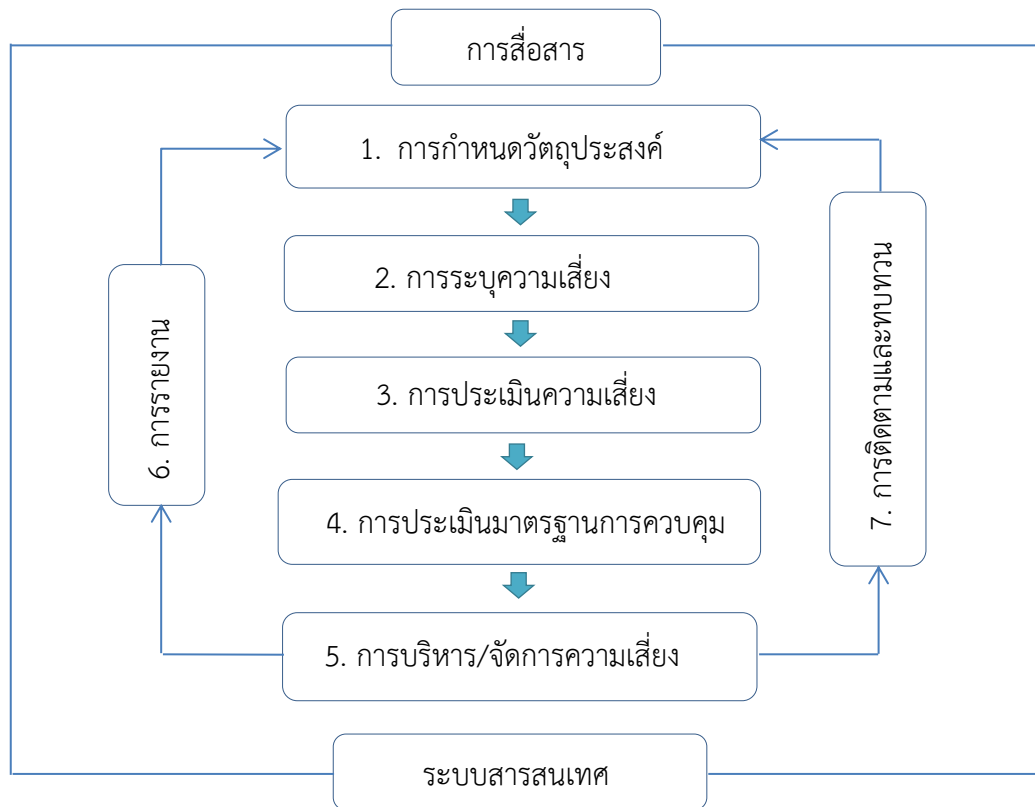 การสื่อสาร
1. การกำหนดวัตถุประสงค์
2. การระบุความเสี่ยง
3. การประเมินความเสี่ยง
4. การประเมินมาตรฐานการควบคุม
5. การบริหาร/จัดการความเสี่ยง
6. การรายงาน
7. การติดตามและทบทวน
ระบบสารสนเทศ